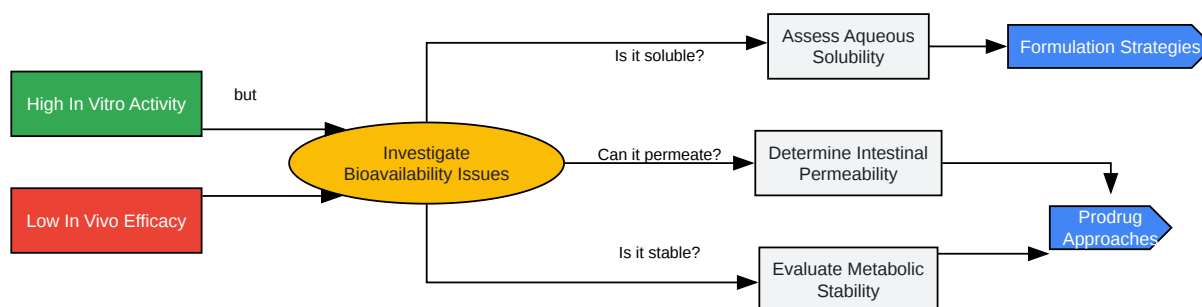 High In Vitro Activity
but
Low In Vivo Efficacy
Investigate
Bioavailability Issues
Is it soluble?
Assess Aqueous
Solubility
Formulation Strategies
Can it permeate?
Determine Intestinal
Permeability
Prodrug
Approaches
Is it stable?
Evaluate Metabolic
Stability